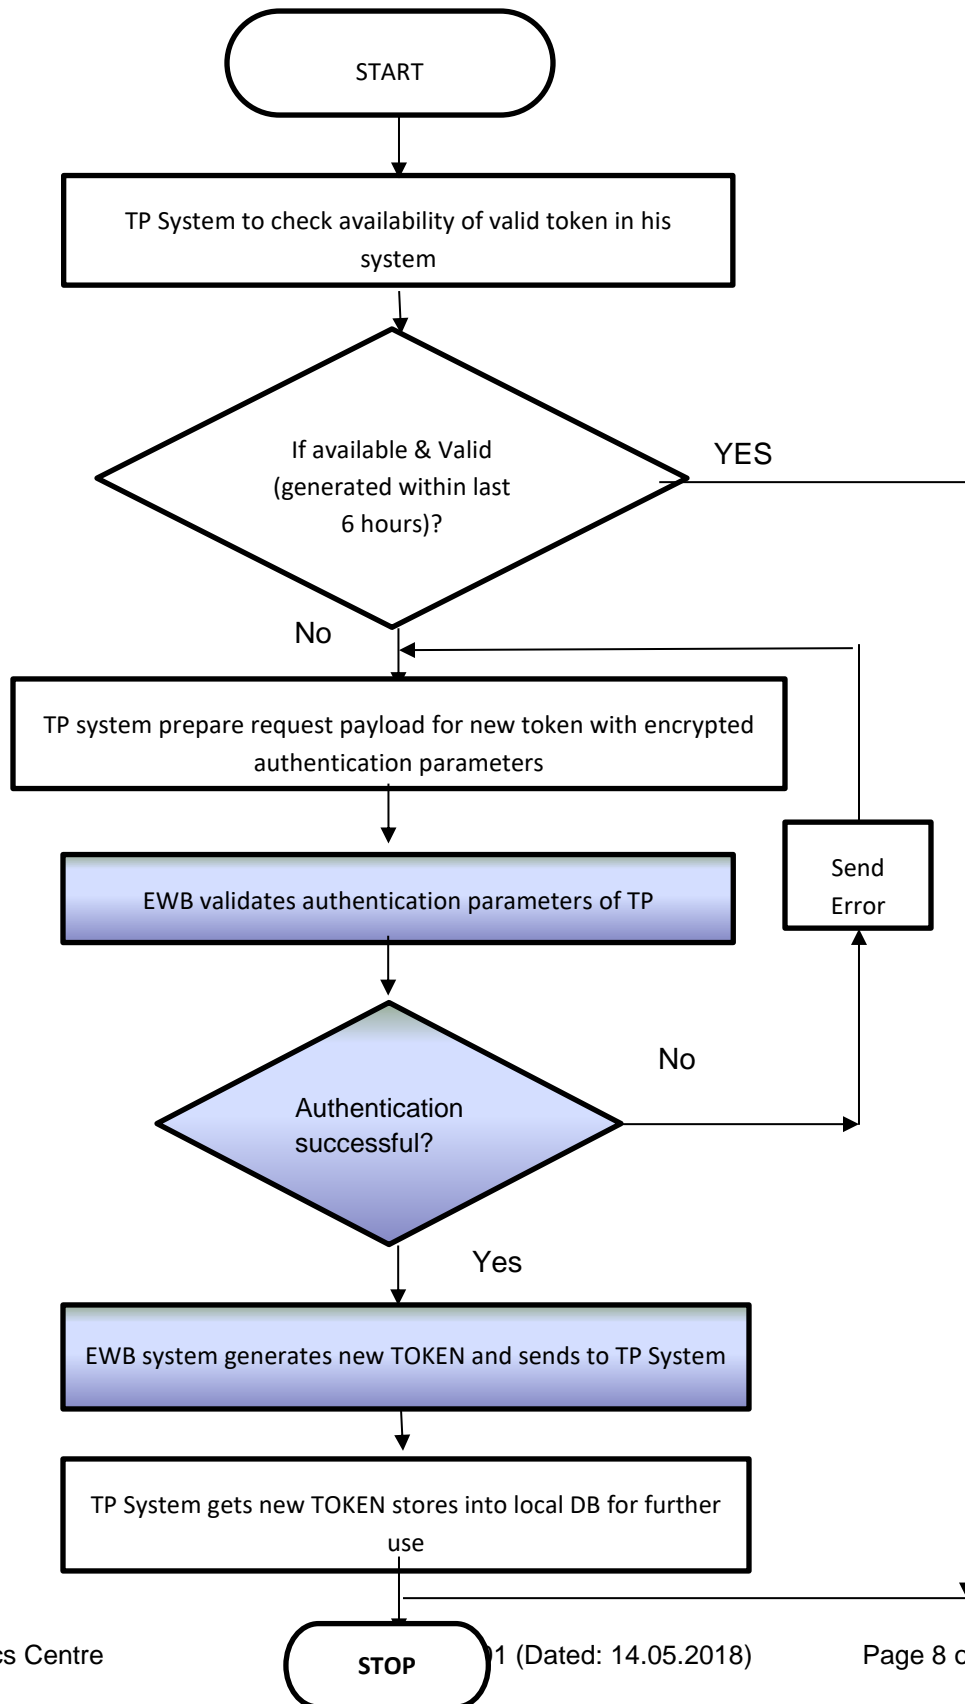 START
TP System to check availability of valid token in his
system
If available & Valid
(generated within last
6 hours)?
YES
No
TP system prepare request payload for new token with encrypted
authentication parameters
Send
Error
EWB validates authentication parameters of TP
No
Authentication
successful?
Yes
EWB system generates new TOKEN and sends to TP System
TP System gets new TOKEN stores into local DB for further
use
STOP
Centre (Dated: 14.05.2018) Page 8